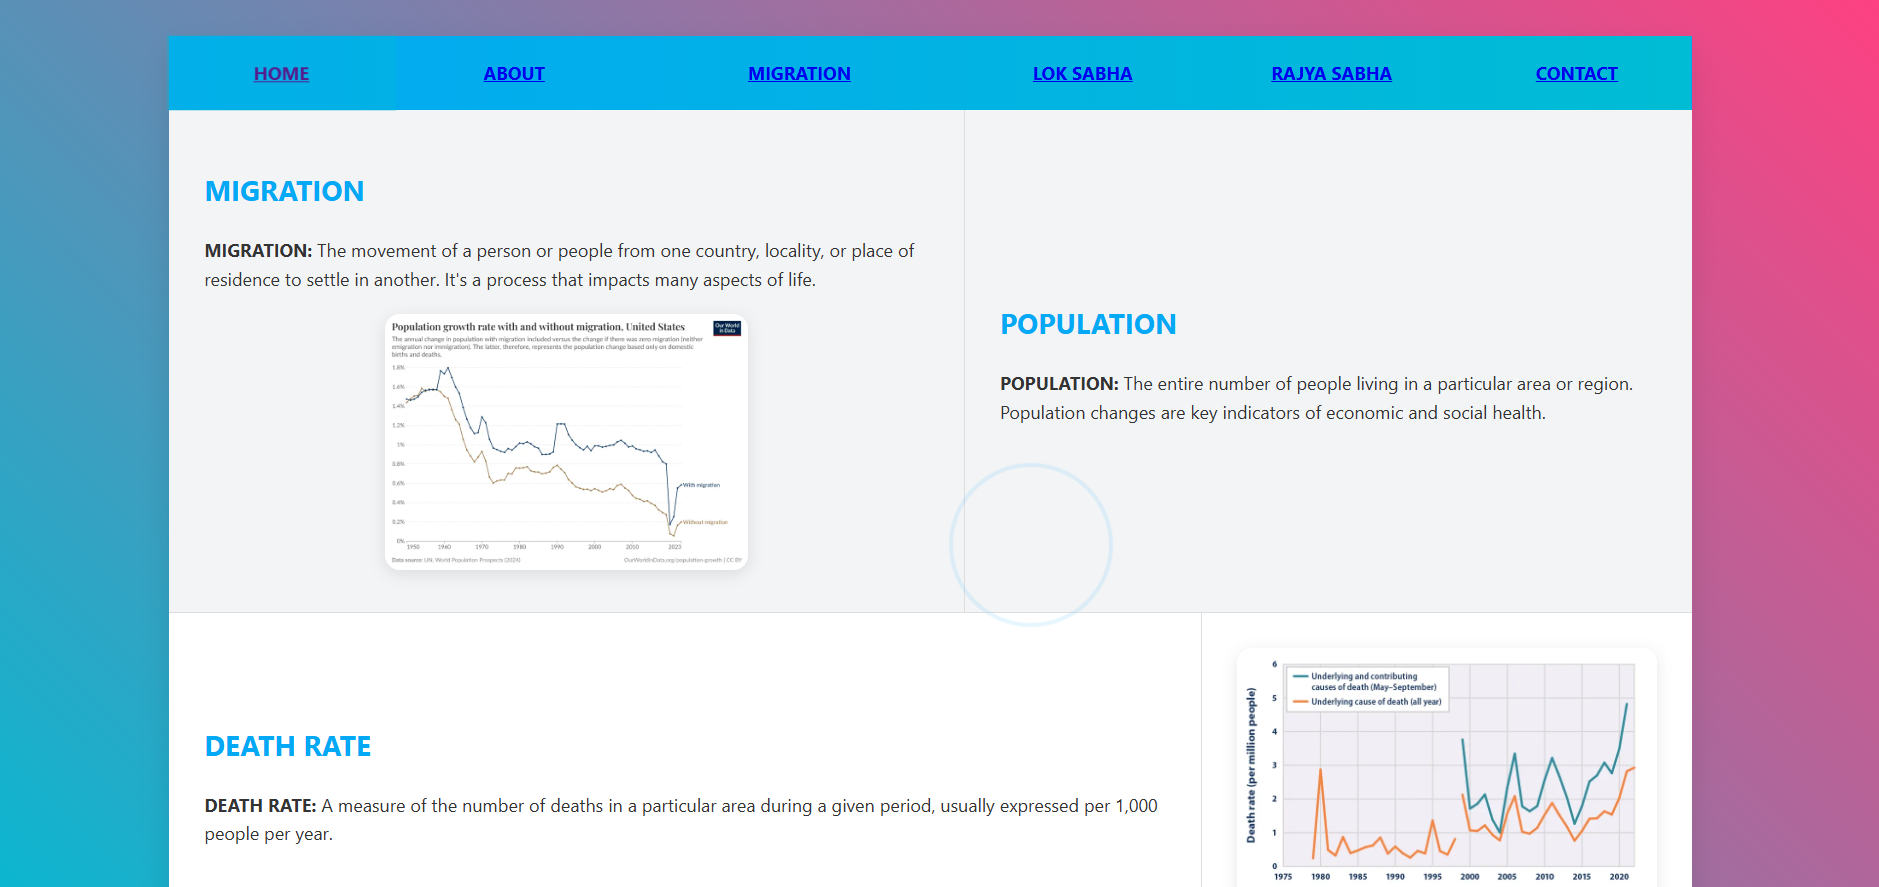 HOME
ABOUT
MIGRATION
LOK SABHA
RAJYA SABHA
CONTACT
MIGRATION
MIGRATION: The movement of a person or people from one country, locality, or place of
residence to settle in another. It's a process that impacts many aspects of life.
Population growth rate with and without migration, United States
Our World
in Data
The annual change in population with migration included versus the change if there was zero migration (neither
emigration nor immigration). The latter, therefore, represents the population change based only on domestic
births and deaths.
1.8%
1.6%
1.4%
1.2%
1%
0.8%
0.6%
0.4%
0.2%
0%
With migration
Without migration
1950 1960 1970 1980 1990 2000 2010 2023
Data source: UN, World Population Prospects (2024)
OurWorldinData.org/population-growth | CC BY
POPULATION
POPULATION: The entire number of people living in a particular area or region.
Population changes are key indicators of economic and social health.
DEATH RATE
DEATH RATE: A measure of the number of deaths in a particular area during a given period, usually expressed per 1,000
people per year.
Underlying and contributing
causes of death (May–September)
Underlying cause of death (all year)
Death rate (per million people)
6
5
4
3
2
1
0
1975 1980 1985 1990 1995 2000 2005 2010 2015 2020